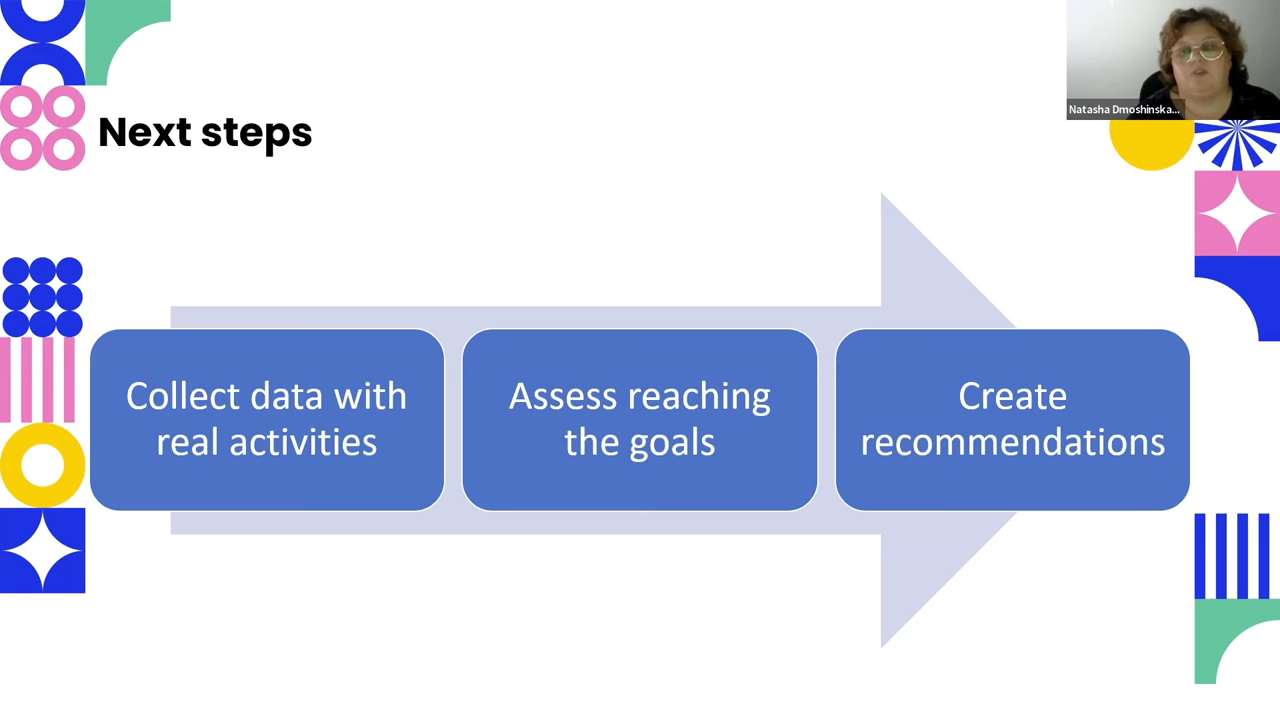 Natasha Dmoshinska...
Next steps
Collect data with
real activities
Assess reaching
the goals
Create
recommendations